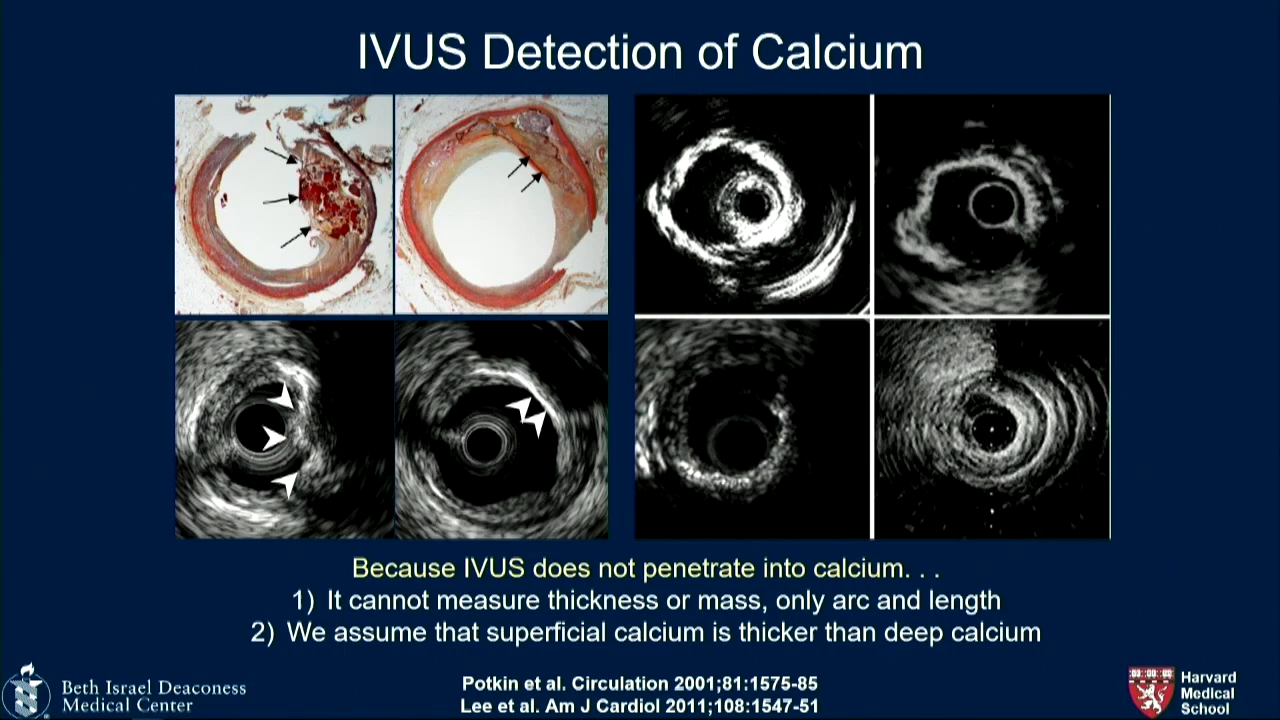 IVUS Detection of Calcium
Because IVUS does not penetrate into calcium. . .
1) It cannot measure thickness or mass, only arc and length
2) We assume that superficial calcium is thicker than deep calcium
Beth Israel Deaconess
Medical Center
Potkin et al. Circulation 2001;81:1575-85
Lee et al. Am J Cardiol 2011;108:1547-51
Harvard
Medical
School